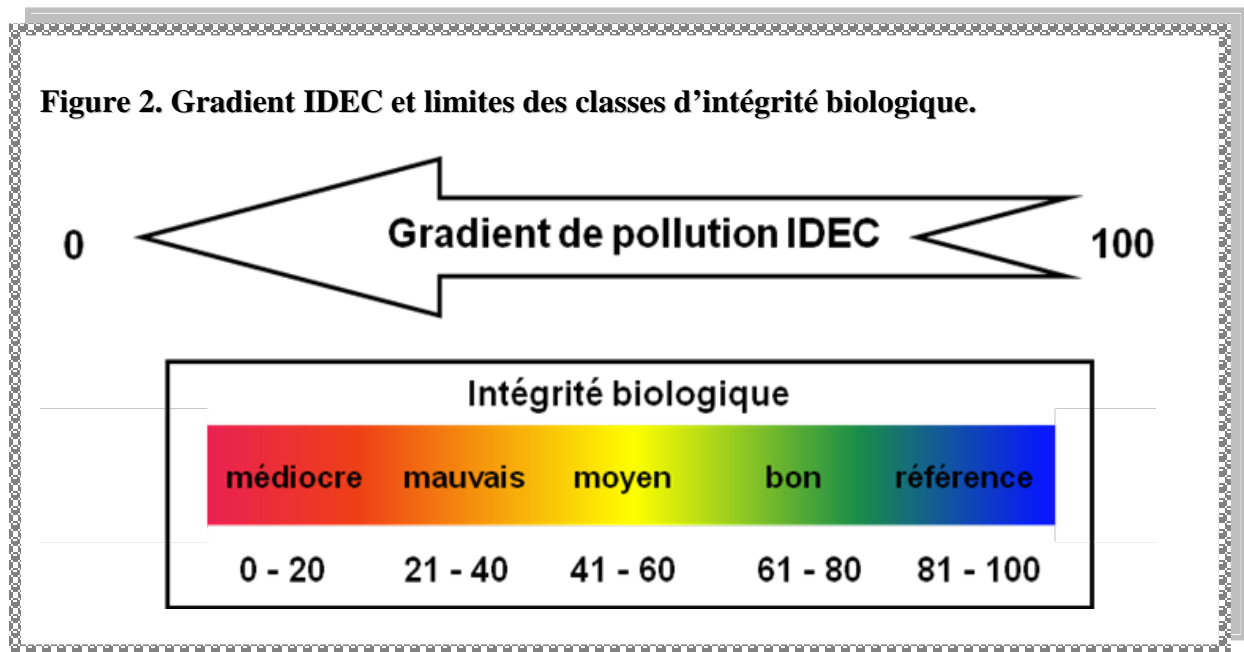 Figure 2. Gradient IDEC et limites des classes d'intégrité biologique.
0 Gradient de pollution IDEC 100
Intégrité biologique
médiocre mauvais moyen bon référence
0 - 20 21 - 40 41 - 60 61 - 80 81 - 100